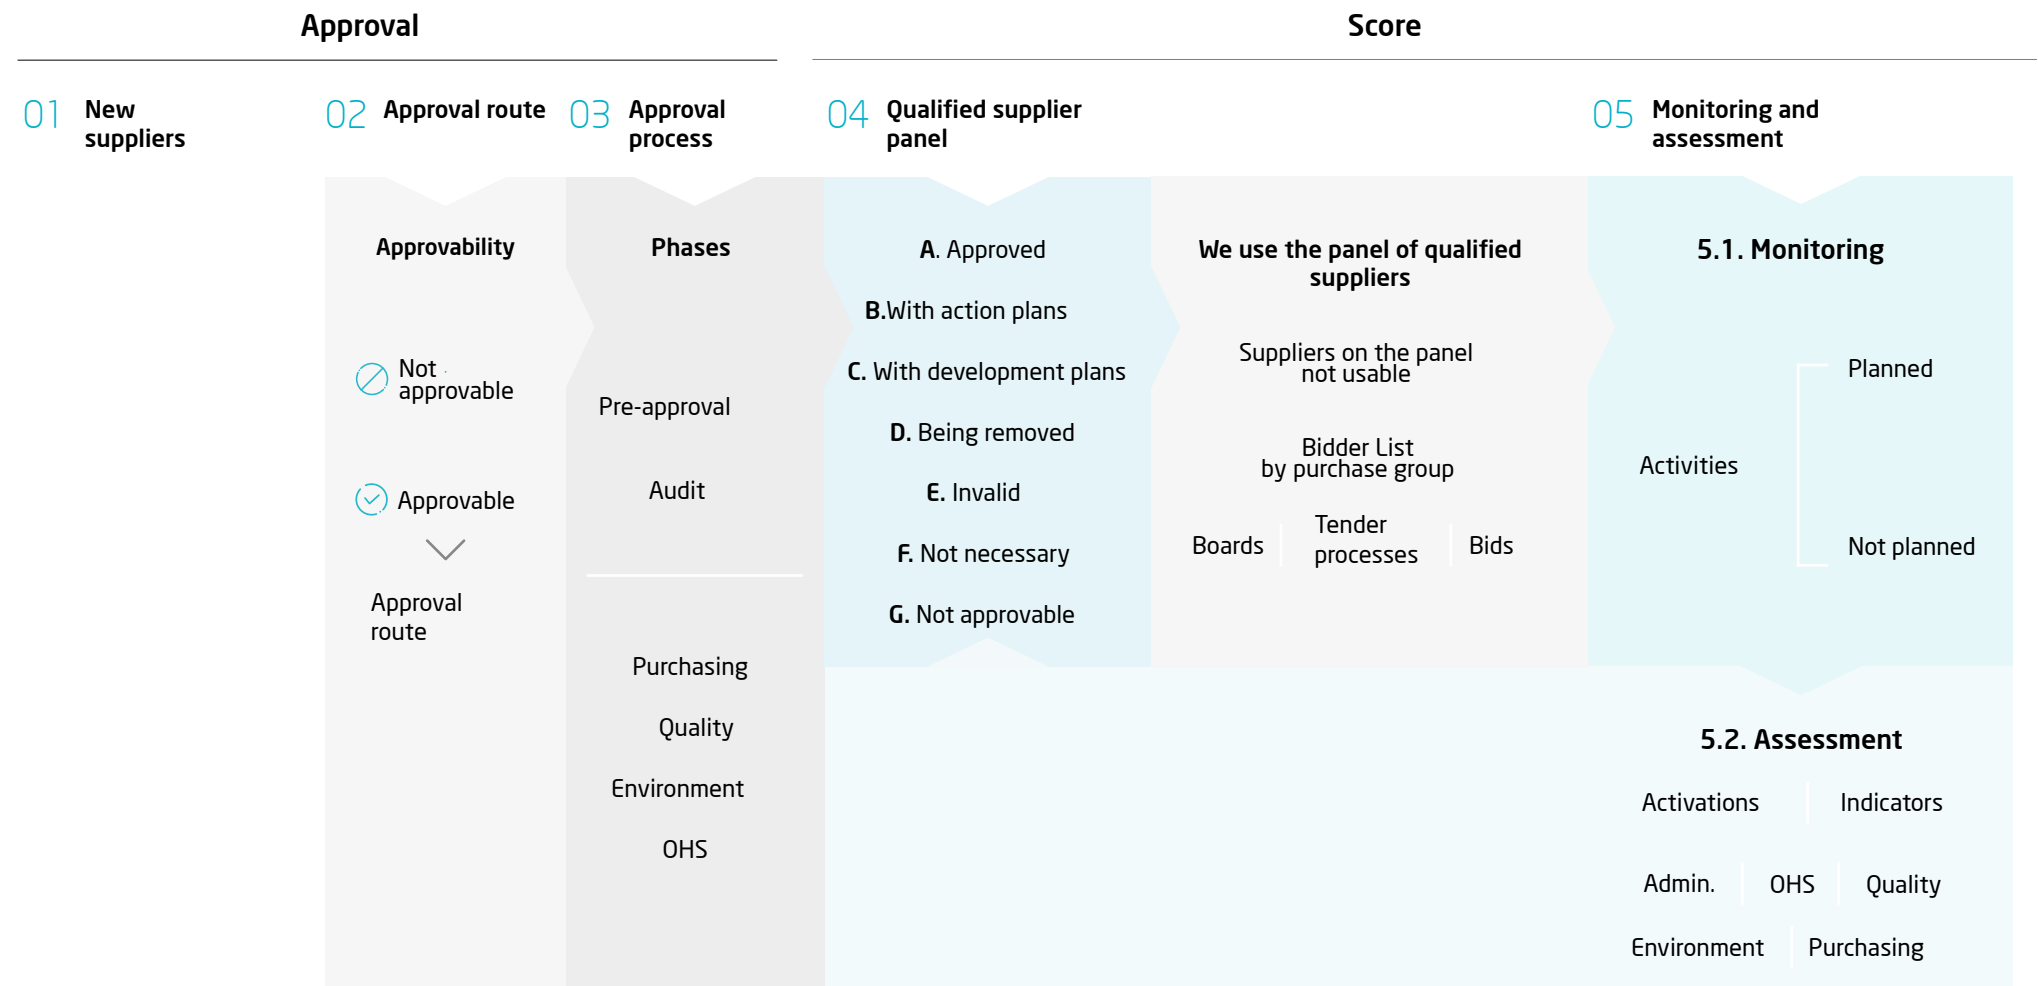 Approval
Score
01 New
suppliers
02 Approval route
03 Approval
process
04 Qualified supplier
panel
05 Monitoring and
assessment
Approvability
Not
approvable
Approvable
Approval
route
Phases
Pre-approval
Audit
Purchasing
Quality
Environment
OHS
A. Approved
B.With action plans
C. With development plans
D. Being removed
E. Invalid
F. Not necessary
G. Not approvable
We use the panel of qualified
suppliers
Suppliers on the panel
not usable
Bidder List
by purchase group
Boards
Tender
processes
Bids
5.1. Monitoring
Activities
Planned
Not planned
5.2. Assessment
Activations Indicators
Admin. OHS Quality
Environment Purchasing